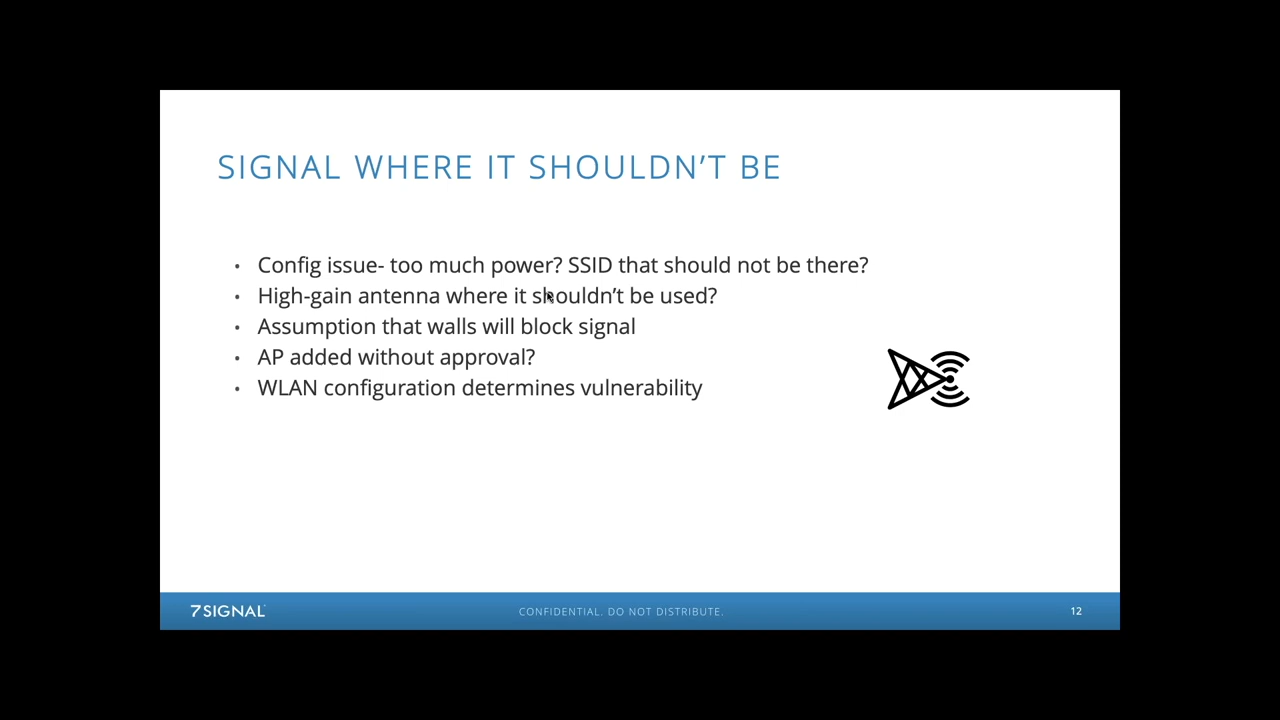 SIGNAL WHERE IT SHOULDN’T BE
• Config issue- too much power? SSID that should not be there?
• High-gain antenna where it shouldn’t be used?
• Assumption that walls will block signal
• AP added without approval?
• WLAN configuration determines vulnerability
7SIGNAL
CONFIDENTIAL. DO NOT DISTRIBUTE.
12